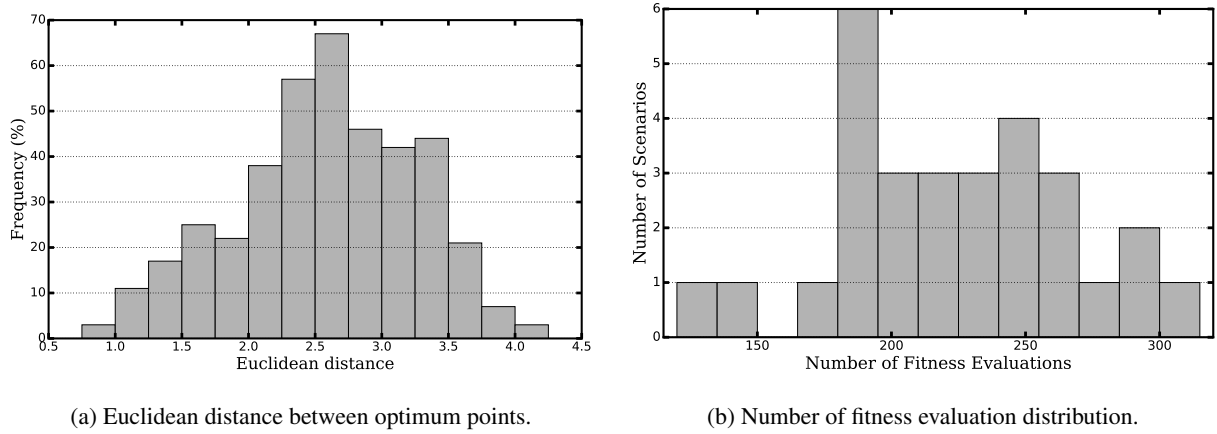 70
60
50
40
30
20
10
0
Frequency (%)
0.5 1.0 1.5 2.0 2.5 3.0 3.5 4.0 4.5
Euclidean distance
(a) Euclidean distance between optimum points.
6
5
4
3
2
1
0
Number of Scenarios
150 200 250 300
Number of Fitness Evaluations
(b) Number of fitness evaluation distribution.